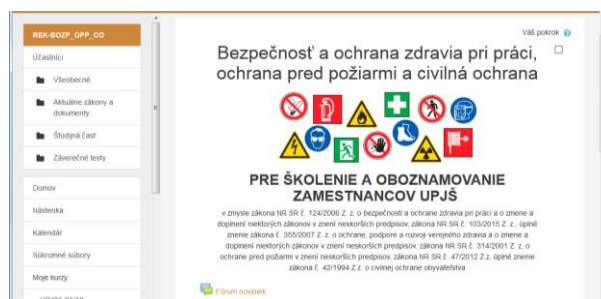 REK-BOZP_OPP_CO
Účastníci
Všeobecné
Aktuálne zákony a
dokumenty
Študijná časť
Záverečné testy
Domov
Nástenka
Kalendár
Súkromné súbory
Moje kurzy
Váš pokrok
Bezpečnosť a ochrana zdravia pri práci,
ochrana pred požiarmi a civilná ochrana
PRE ŠKOLENIE A OBOZNAMOVANIE
ZAMESTNANCOV UPJŠ
v zmysle zákona NR SR č. 124/2006 Z. z. o bezpečnosti a ochrane zdravia pri práci a o zmene a
doplnení niektorých zákonov v znení neskorších predpisov, zákona NR SR č. 103/2015 Z. z., úplné
znenie zákona č. 355/2007 Z. z. o ochrane, podpore a rozvoji verejného zdravia a o zmene a
doplnení niektorých zákonov v znení neskorších predpisov, zákona NR SR č. 314/2001 Z. z. o
ochrane pred požiarmi v znení neskorších predpisov, zákona NR SR č. 47/2012 Z.z. úplné znenie
zákona č. 42/1994 Z.z. o civilnej ochrane obyvateľstva
Fórum noviniek